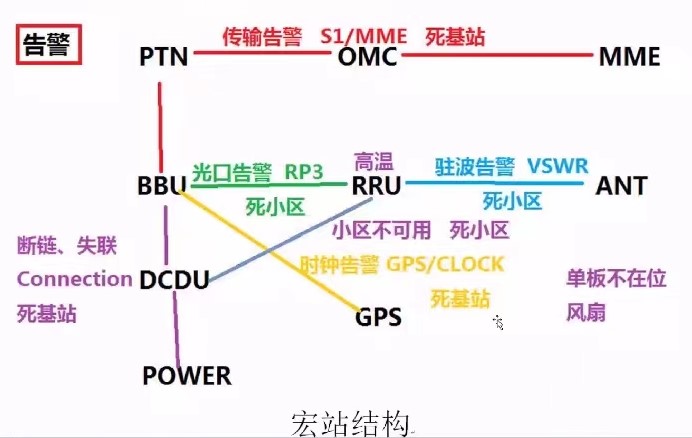 告警
传输告警 S1/MME 死基站
PTN OMC MME
光口告警 RP3 高温 驻波告警 VSWR
BBU RRU ANT
死小区 死小区
小区不可用 死小区
断链、失联
Connection
死基站
DCDU
时钟告警 GPS/CLOCK
死基站
单板不在位
风扇
GPS
POWER
宏站结构